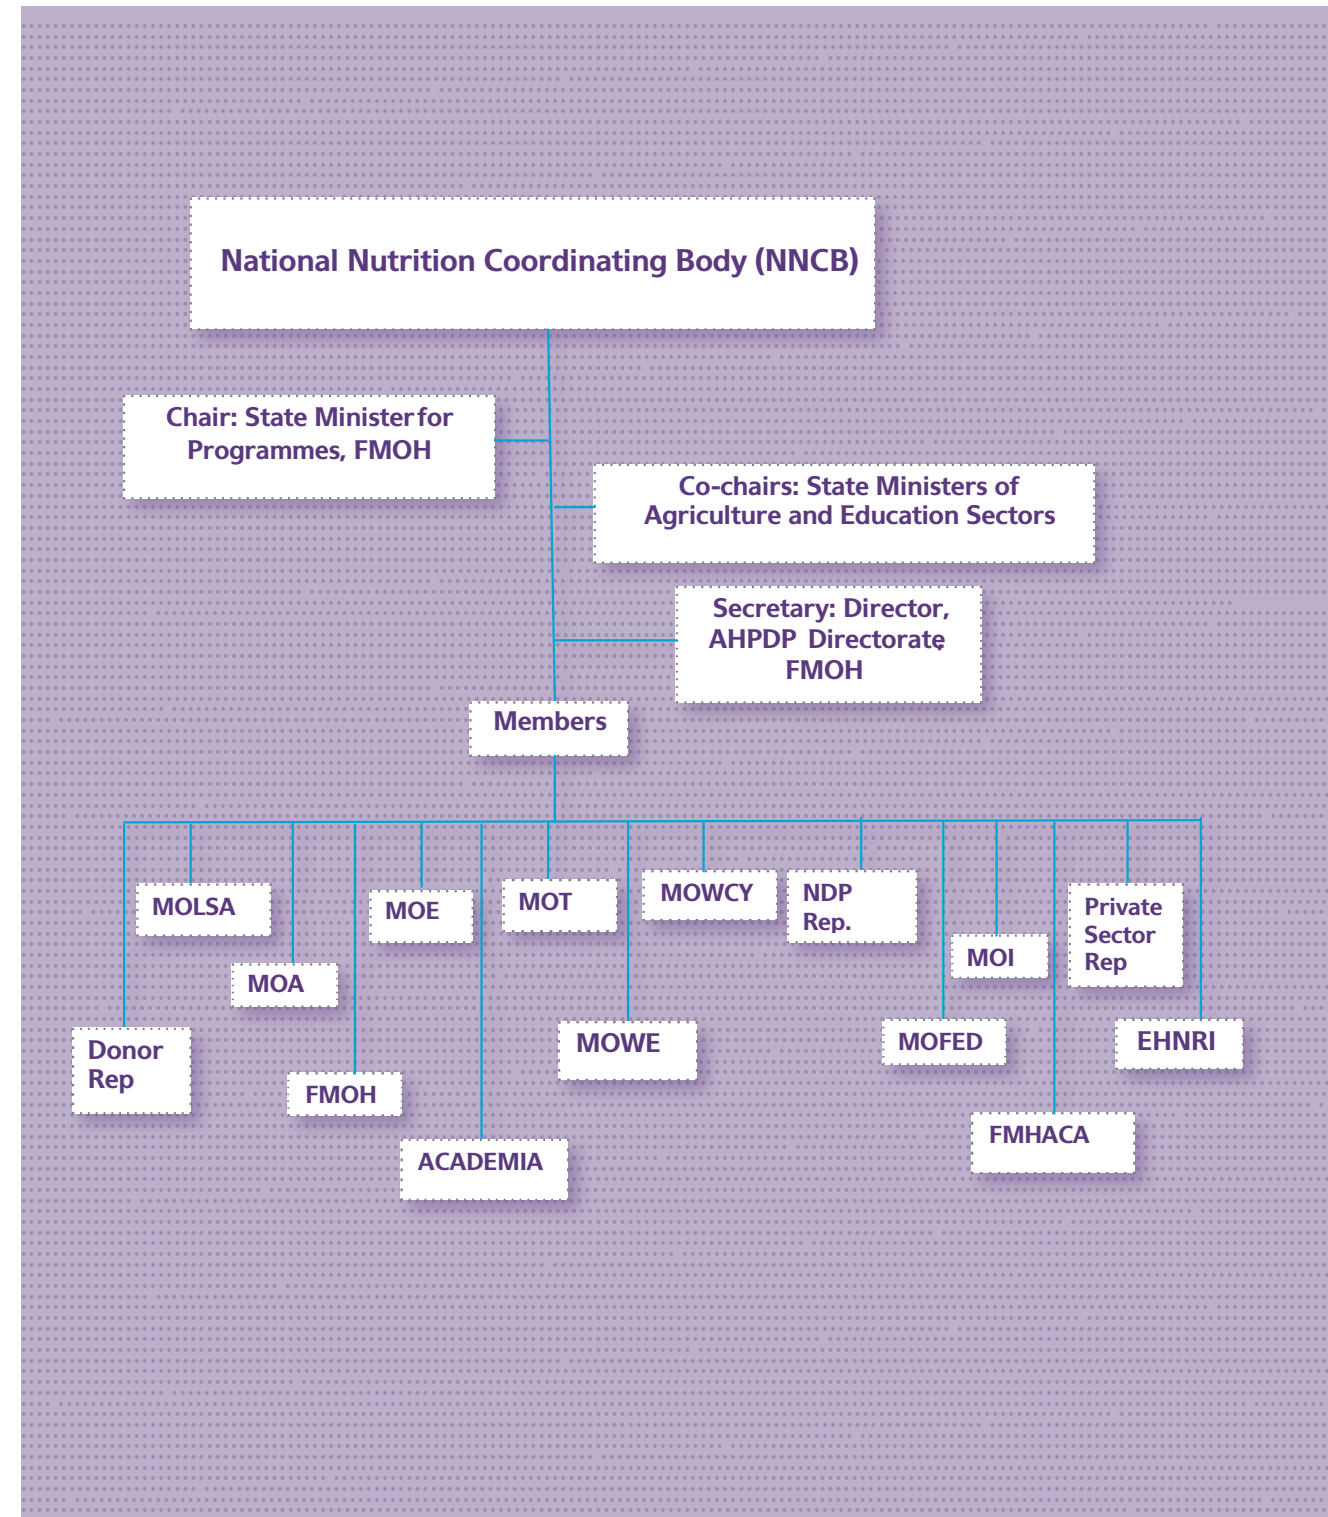 National Nutrition Coordinating Body (NNCB)
Chair: State Minister for
Programmes, FMOH
Co-chairs: State Ministers of
Agriculture and Education Sectors
Secretary: Director,
AHPDP Directorate,
FMOH
Members
MOLSA
MOA
Donor
Rep
FMOH
MOE
ACADEMIA
MOT
MOWE
MOWCY
NDP
Rep.
MOFED
MOI
FMHACA
Private
Sector
Rep
EHNRI